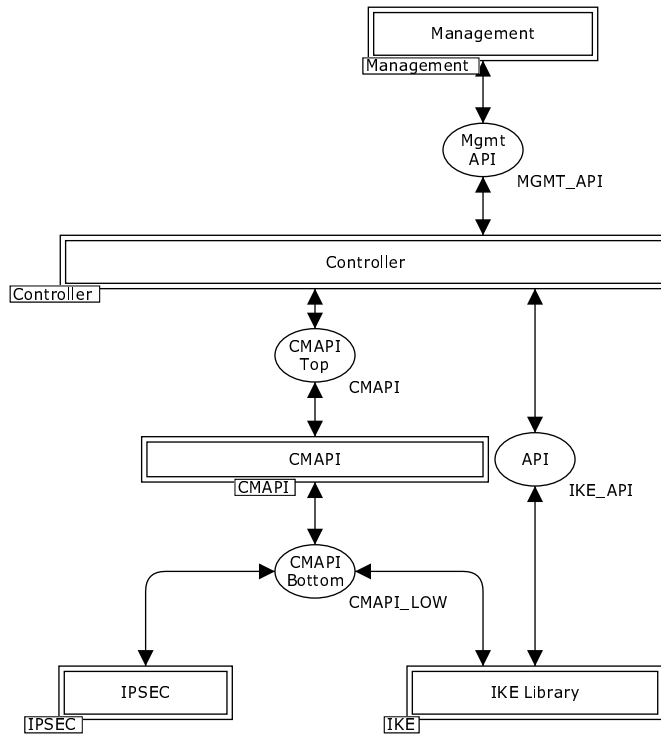 Management
Management
Mgmt
API
MGMT_API
Controller
Controller
CMAPI
Top
CMAPI
CMAPI
CMAPI
API
IKE_API
CMAPI
Bottom
CMAPI_LOW
IPSEC
IPSEC
IKE Library
IKE